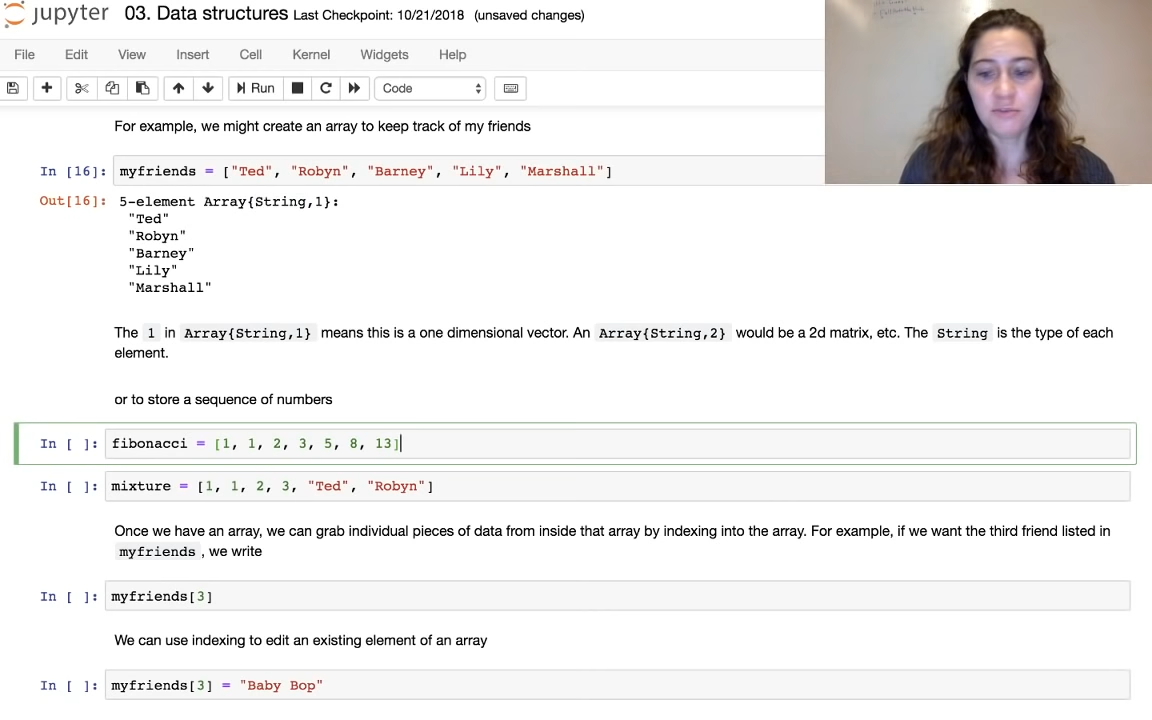 jupyter 03. Data structures Last Checkpoint: 10/21/2018 (unsaved changes)
File Edit View Insert Cell Kernel Widgets Help
Run Code
For example, we might create an array to keep track of my friends
In [16]: myfriends = ["Ted", "Robyn", "Barney", "Lily", "Marshall"]
Out[16]: 5-element Array{String,1}:
"Ted"
"Robyn"
"Barney"
"Lily"
"Marshall"
The 1 in Array{String,1} means this is a one dimensional vector. An Array{String,2} would be a 2d matrix, etc. The String is the type of each
element.
or to store a sequence of numbers
In [ ]: fibonacci = [1, 1, 2, 3, 5, 8, 13]
In [ ]: mixture = [1, 1, 2, 3, "Ted", "Robyn"]
Once we have an array, we can grab individual pieces of data from inside that array by indexing into the array. For example, if we want the third friend listed in
myfriends , we write
In [ ]: myfriends[3]
We can use indexing to edit an existing element of an array
In [ ]: myfriends[3] = "Baby Bop"